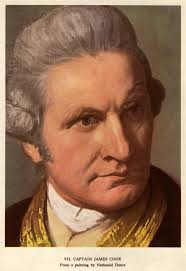 VII. CAPTAIN JAMES COOK
From a painting by Nathaniel Dance